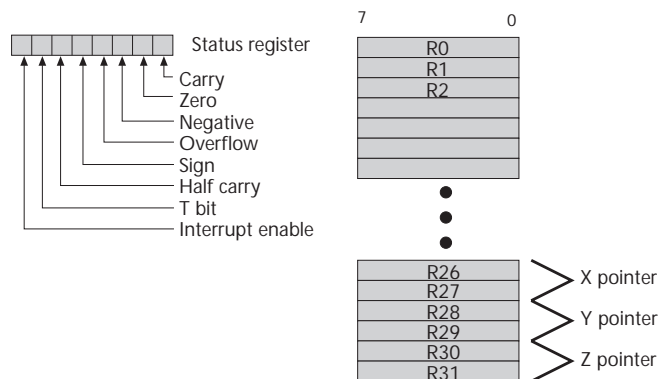 Status register
Carry
Zero
Negative
Overflow
Sign
Half carry
T bit
Interrupt enable
7 0
R0
R1
R2
R26
R27
R28
R29
R30
R31
X pointer
Y pointer
Z pointer